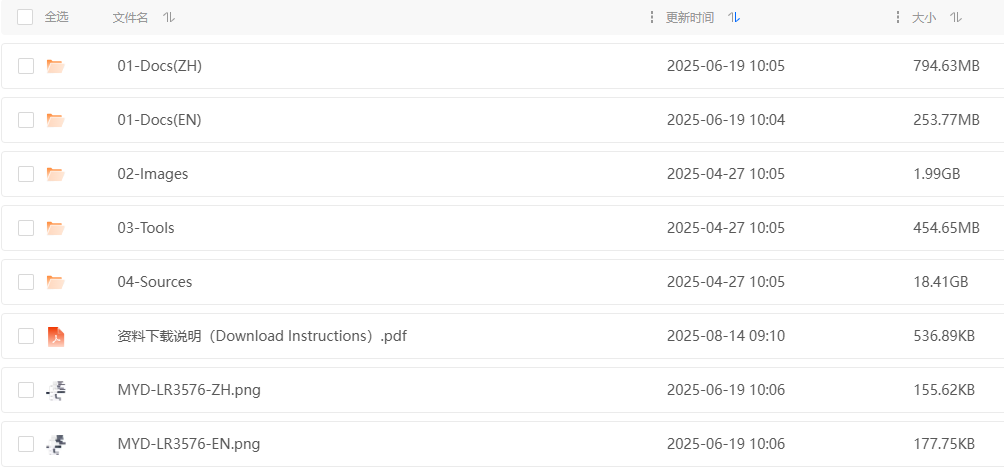 全选 文件名 更新时间 大小
01-Docs(ZH) 2025-06-19 10:05 794.63MB
01-Docs(EN) 2025-06-19 10:04 253.77MB
02-Images 2025-04-27 10:05 1.99GB
03-Tools 2025-04-27 10:05 454.65MB
04-Sources 2025-04-27 10:05 18.41GB
资料下载说明（Download Instructions）.pdf 2025-08-14 09:10 536.89KB
MYD-LR3576-ZH.png 2025-06-19 10:06 155.62KB
MYD-LR3576-EN.png 2025-06-19 10:06 177.75KB